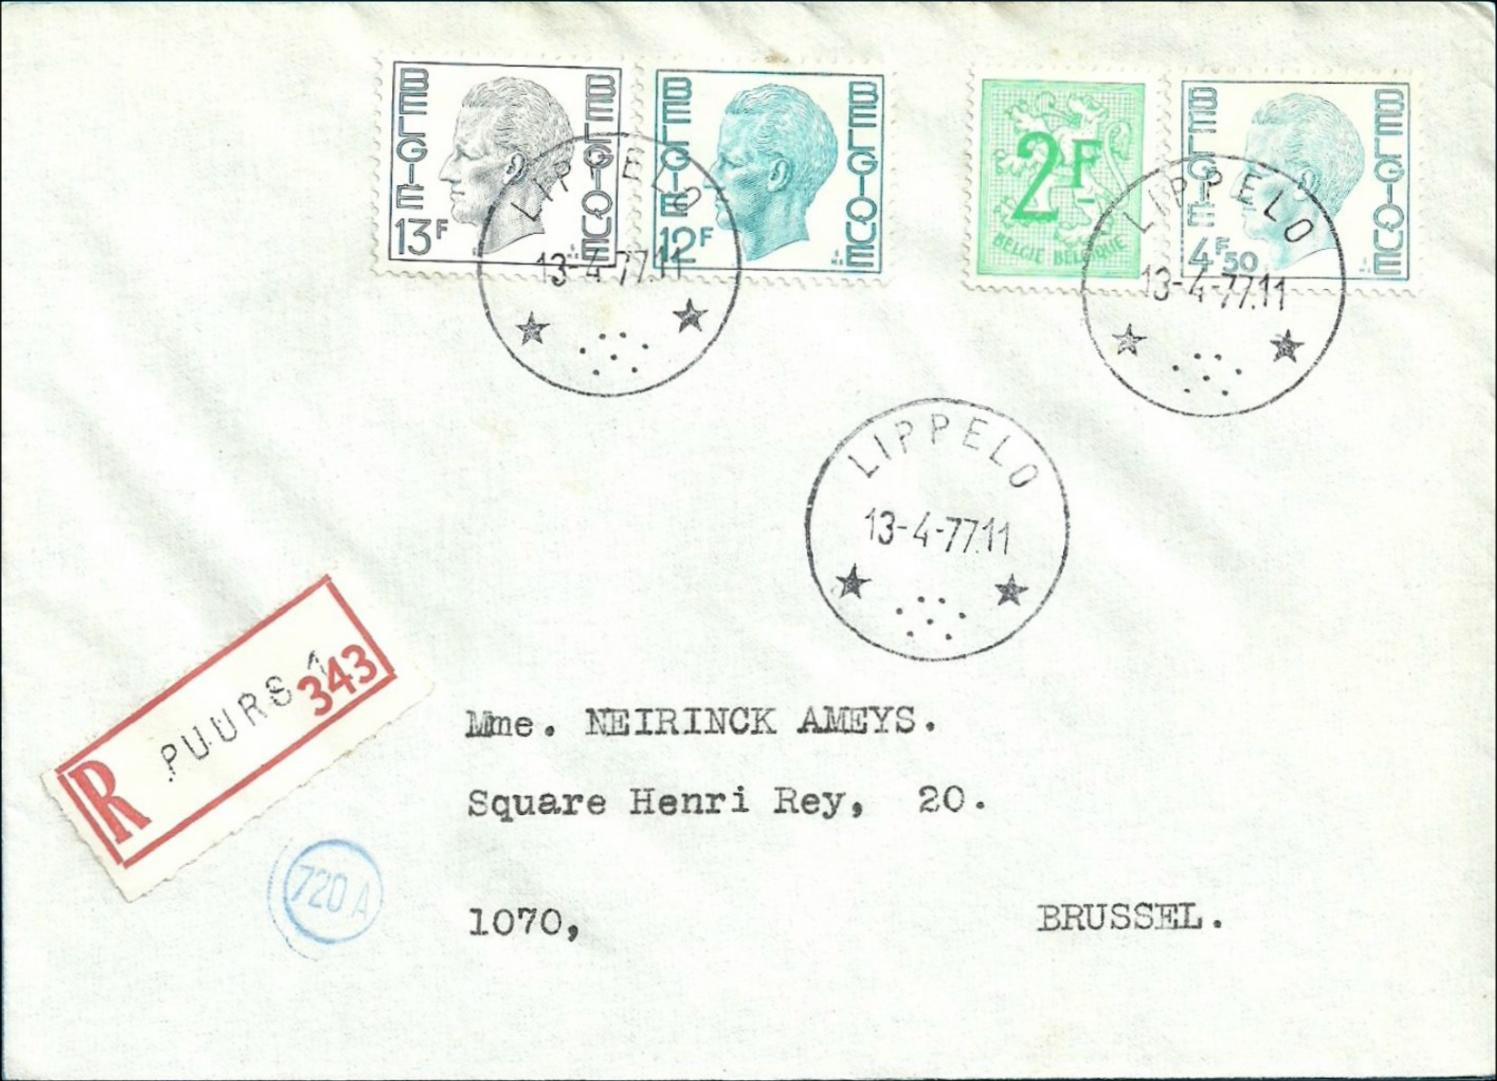 BELGIE BELGIQUE
13F
BELGIE BELGIQUE
12F
2F
BELGIE BELGIQUE
BELGIE BELGIQUE
4F50
LIPPELO
13-4-77.11
LIPPELO
13-4-77.11
LIPPELO
13-4-77.11
R PUURS 1 343
720 A
Mme. NEIRINCK AMEYS.
Square Henri Rey, 20.
1070, BRUSSEL.